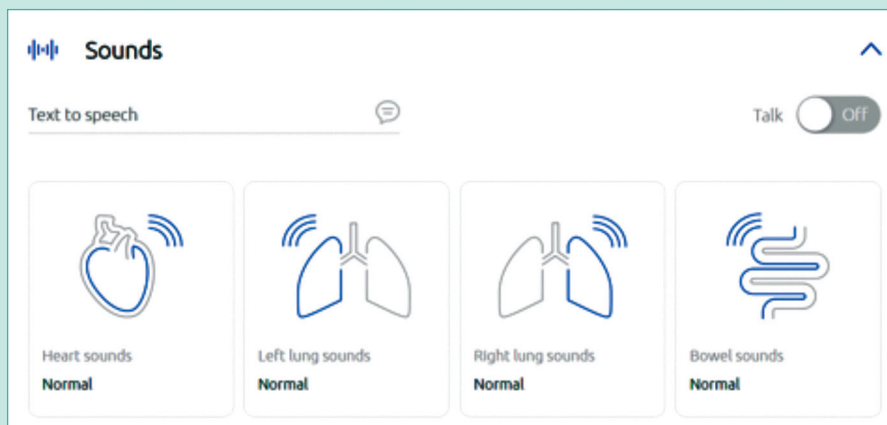 Sounds
Text to speech
Talk
Off
Heart sounds
Normal
Left lung sounds
Normal
Right lung sounds
Normal
Bowel sounds
Normal